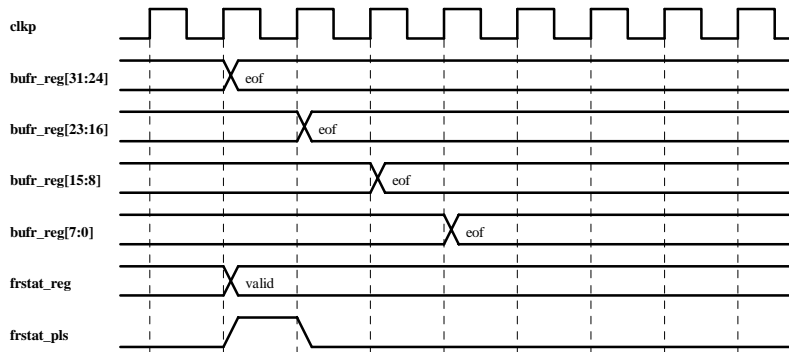 clkp
bufr_reg[31:24] eof
bufr_reg[23:16] eof
bufr_reg[15:8] eof
bufr_reg[7:0] eof
frstat_reg valid
frstat_pls